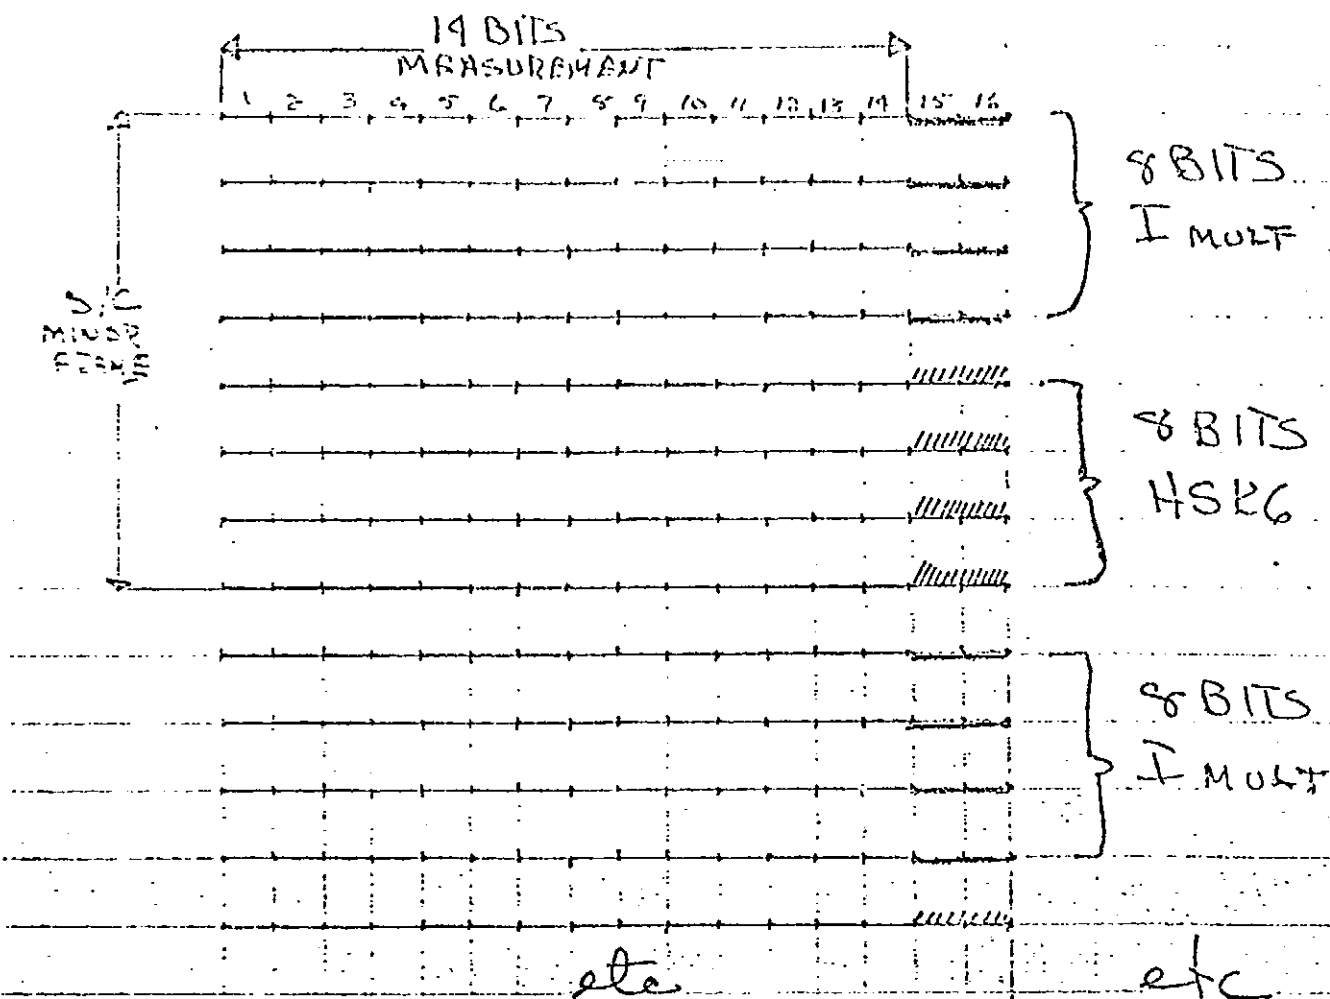 14 BITS
MEASUREMENT
1 2 3 4 5 6 7 8 9 10 11 12 13 14 15 16
8 BITS
I MULT
S/C
MINOR
FRAME
8 BITS
HSKG
8 BITS
I MULT
etc etc